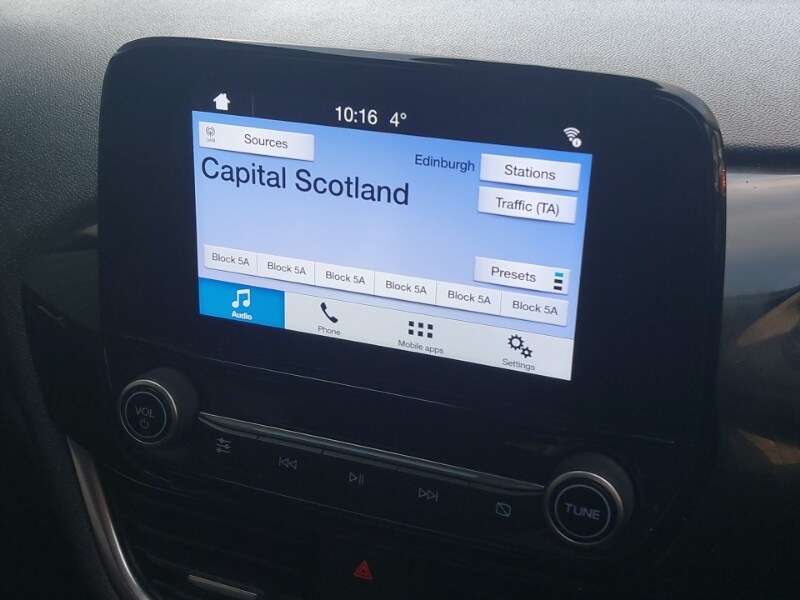 10:16 4°
Sources
Edinburgh
Stations
Capital Scotland
Traffic (TA)
Presets
Block 5A
Block 5A
Block 5A
Block 5A
Block 5A
Block 5A
Audio
Phone
Mobile apps
Settings
VOL
TUNE